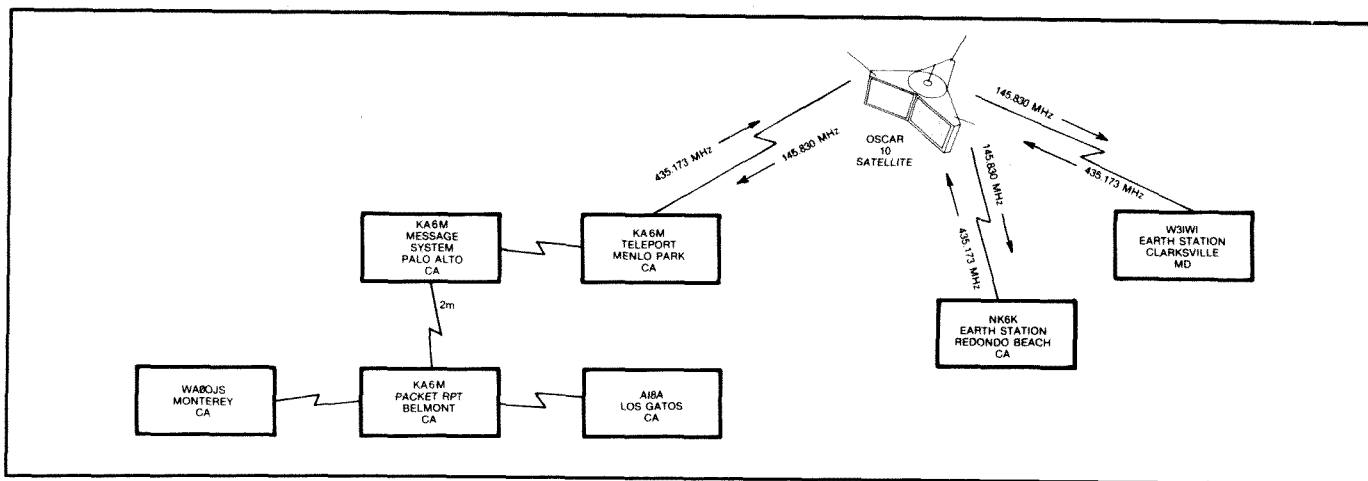 OSCAR
10
SATELLITE
435.173 MHz
145.830 MHz
145.830 MHz
435.173 MHz
145.830 MHz
435.173 MHz
KA6M
MESSAGE
SYSTEM
PALO ALTO
CA
KA6M
TELEPORT
MENLO PARK
CA
W3IWI
EARTH STATION
CLARKSVILLE
MD
2m
NK6K
EARTH STATION
REDONDO BEACH
CA
WAØOJS
MONTEREY
CA
KA6M
PACKET RPT
BELMONT
CA
AI8A
LOS GATOS
CA